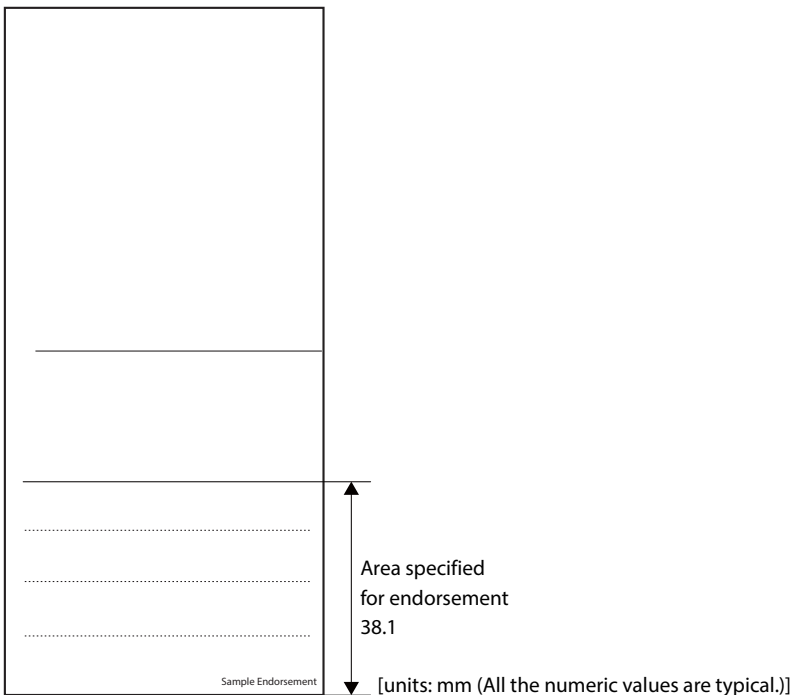 Area specified
for endorsement
38.1
Sample Endorsement
[units: mm (All the numeric values are typical.)]